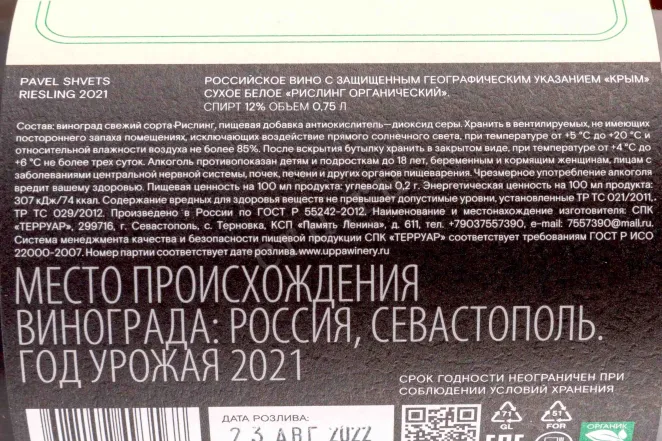 PAVEL SHVETS
RIESLING 2021
РОССИЙСКОЕ ВИНО С ЗАЩИЩЕННЫМ ГЕОГРАФИЧЕСКИМ УКАЗАНИЕМ «КРЫМ»
СУХОЕ БЕЛОЕ «РИСЛИНГ ОРГАНИЧЕСКИЙ».
СПИРТ 12% ОБЪЕМ 0,75 Л
Состав: виноград свежий сорта Рислинг, пищевая добавка антиокислитель—диоксид серы. Хранить в вентилируемых, не имеющих
постороннего запаха помещениях, исключающих воздействие прямого солнечного света, при температуре от +5 °С до +20 °С и
относительной влажности воздуха не более 85%. После вскрытия бутылку хранить в закрытом виде, при температуре от +4 °С до
+6 °С не более трех суток. Алкоголь противопоказан детям и подросткам до 18 лет, беременным и кормящим женщинам, лицам с
заболеваниями центральной нервной системы, почек, печени и других органов пищеварения. Чрезмерное употребление алкоголя
вредит вашему здоровью. Пищевая ценность на 100 мл продукта: углеводы 0,2 г. Энергетическая ценность на 100 мл продукта:
307 кДж/74 ккал. Содержание вредных для здоровья веществ не превышает допустимые уровни, установленные ТР ТС 021/2011,
ТР ТС 029/2012. Произведено в России по ГОСТ Р 55242-2012. Наименование и местонахождение изготовителя: СПК
«ТЕРРУАР», 299716, г. Севастополь, с. Терновка, КСП «Память Ленина», д. 611, тел. +79037557390, e-mail: 7557390@mail.ru.
Система менеджмента качества и безопасности пищевой продукции СПК «ТЕРРУАР» соответствует требованиям ГОСТ Р ИСО
22000-2007. Номер партии соответствует дате розлива. www.uppawinery.ru
МЕСТО ПРОИСХОЖДЕНИЯ
ВИНОГРАДА: РОССИЯ, СЕВАСТОПОЛЬ.
ГОД УРОЖАЯ 2021
СРОК ГОДНОСТИ НЕОГРАНИЧЕН ПРИ
СОБЛЮДЕНИИ УСЛОВИЙ ХРАНЕНИЯ
ДАТА РОЗЛИВА:
23 АВГ 2022
71
GL
51
FOR
ОРГАНИК